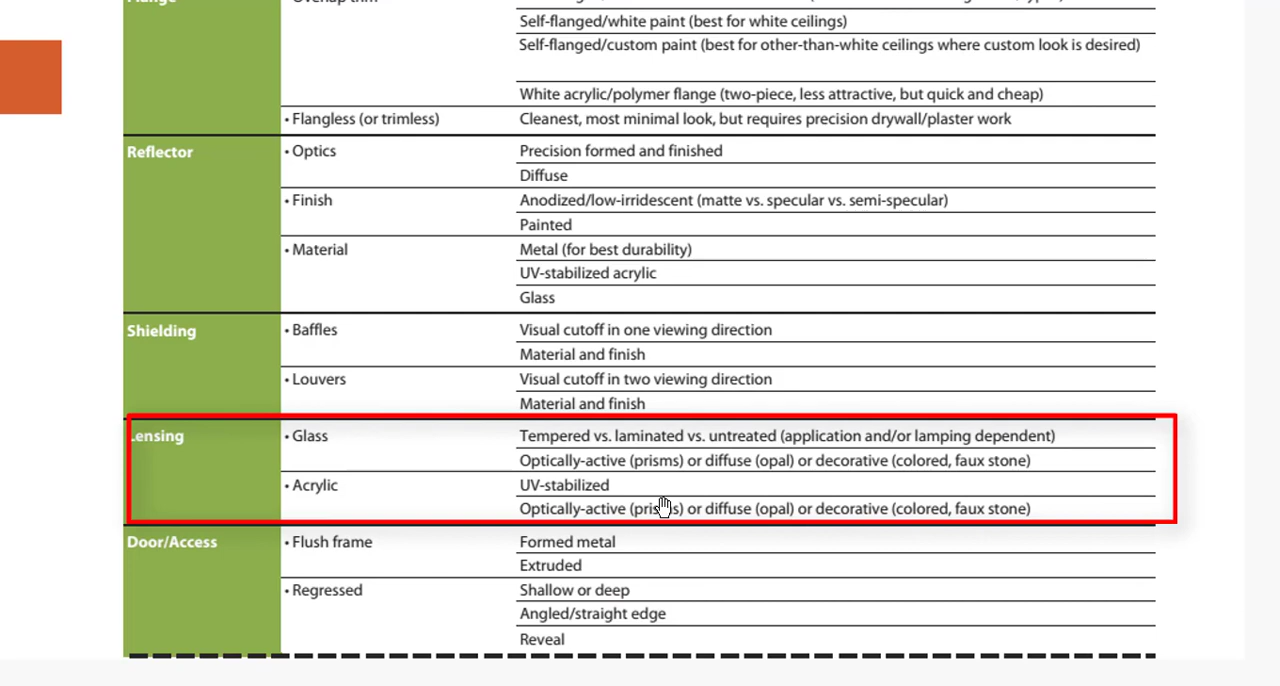 Self-flanged/white paint (best for white ceilings)
Self-flanged/custom paint (best for other-than-white ceilings where custom look is desired)
White acrylic/polymer flange (two-piece, less attractive, but quick and cheap)
• Flangless (or trimless) Cleanest, most minimal look, but requires precision drywall/plaster work
Reflector • Optics Precision formed and finished
Diffuse
• Finish Anodized/low-irridescent (matte vs. specular vs. semi-specular)
Painted
• Material Metal (for best durability)
UV-stabilized acrylic
Glass
Shielding • Baffles Visual cutoff in one viewing direction
Material and finish
• Louvers Visual cutoff in two viewing direction
Material and finish
Lensing • Glass Tempered vs. laminated vs. untreated (application and/or lamping dependent)
Optically-active (prisms) or diffuse (opal) or decorative (colored, faux stone)
• Acrylic UV-stabilized
Optically-active (prisms) or diffuse (opal) or decorative (colored, faux stone)
Door/Access • Flush frame Formed metal
Extruded
• Regressed Shallow or deep
Angled/straight edge
Reveal